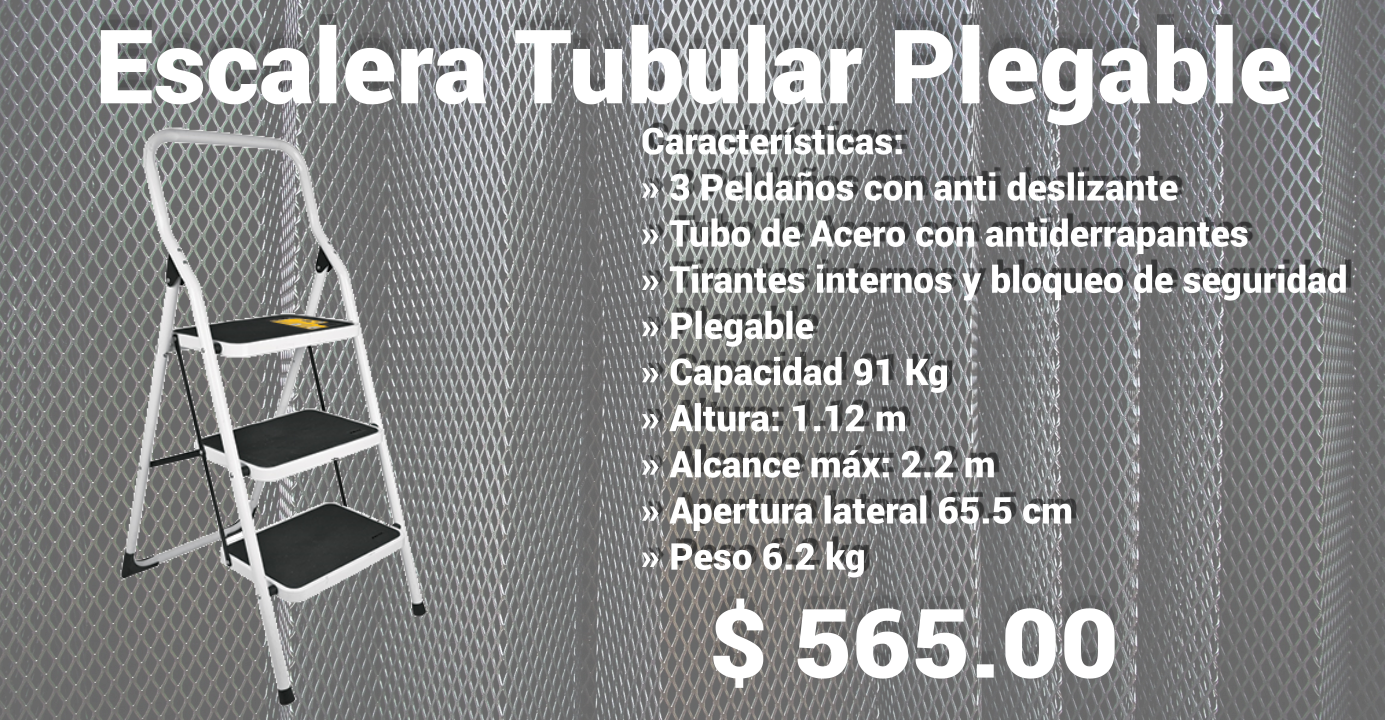 Escalera Tubular Plegable
Características:
» 3 Peldaños con anti deslizante
» Tubo de Acero con antiderrapantes
» Tirantes internos y bloqueo de seguridad
» Plegable
» Capacidad 91 Kg
» Altura: 1.12 m
» Alcance máx: 2.2 m
» Apertura lateral 65.5 cm
» Peso 6.2 kg
$ 565.00